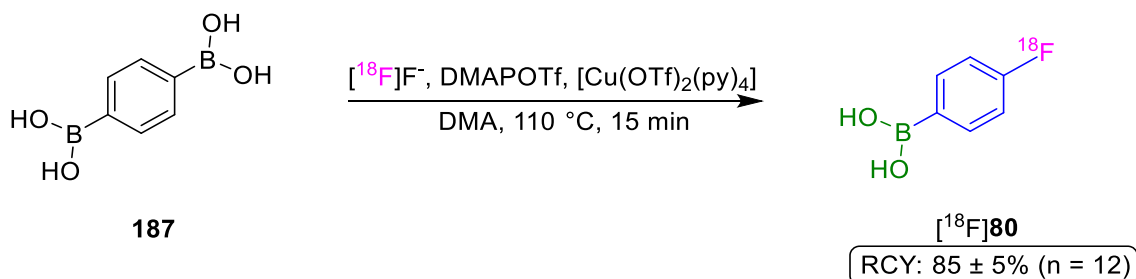 OH
B
OH
HO
B
HO
187
[¹⁸F]F⁻, DMAPOTf, [Cu(OTf)₂(py)₄]
DMA, 110 °C, 15 min
¹⁸F
HO
B
HO
[¹⁸F]80
RCY: 85 ± 5% (n = 12)